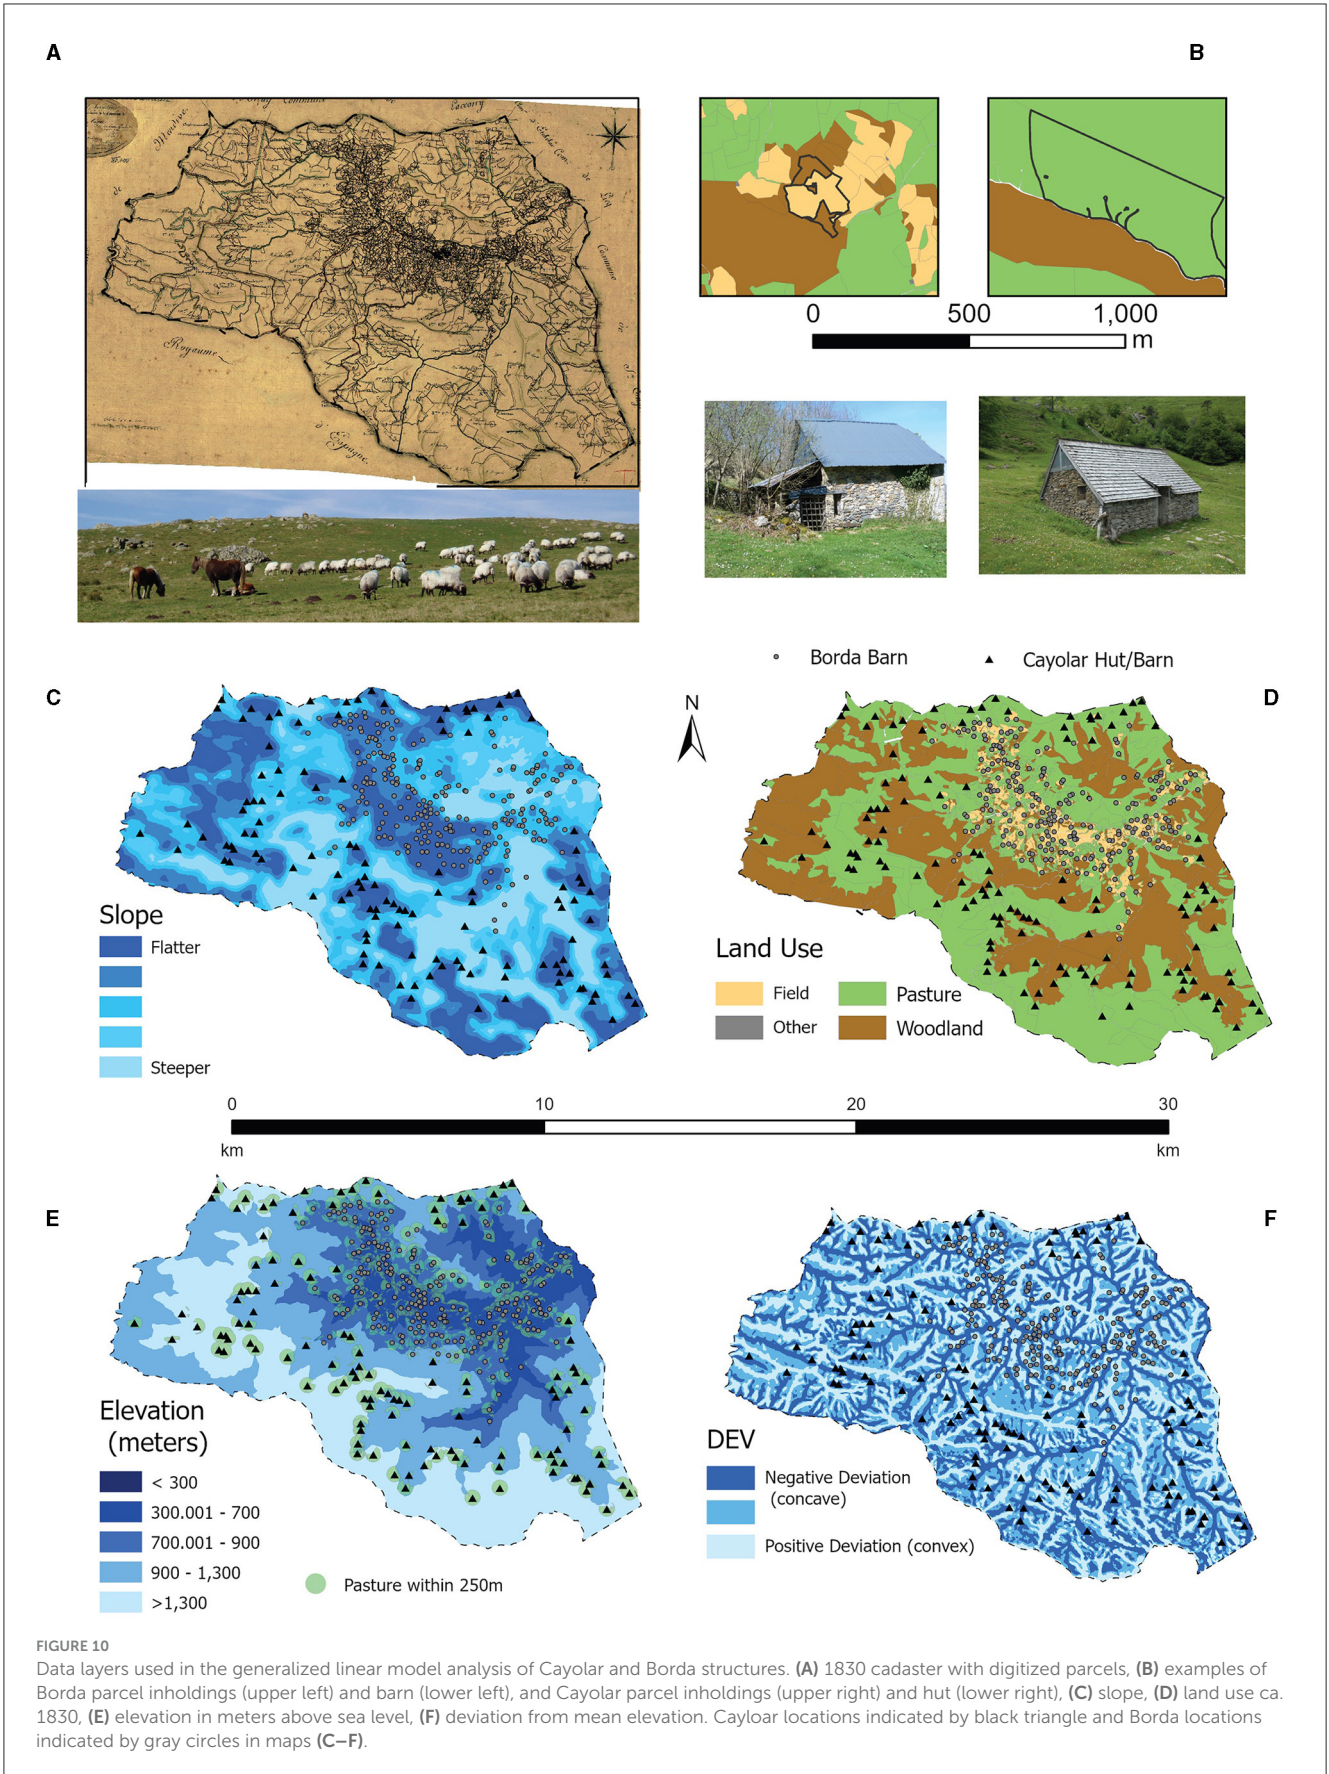 A
B
Royaume
d'Espagne
0 500 1,000
m
Borda Barn
Cayolar Hut/Barn
C
N
D
Slope
Flatter
Steeper
Land Use
Field
Pasture
Other
Woodland
0 10 20 30
km km
E
F
Elevation
(meters)
< 300
300.001 - 700
700.001 - 900
900 - 1,300
>1,300
Pasture within 250m
DEV
Negative Deviation
(concave)
Positive Deviation (convex)
FIGURE 10
Data layers used in the generalized linear model analysis of Cayolar and Borda structures. (A) 1830 cadaster with digitized parcels, (B) examples of
Borda parcel inholdings (upper left) and barn (lower left), and Cayolar parcel inholdings (upper right) and hut (lower right), (C) slope, (D) land use ca.
1830, (E) elevation in meters above sea level, (F) deviation from mean elevation. Cayloar locations indicated by black triangle and Borda locations
indicated by gray circles in maps (C–F).